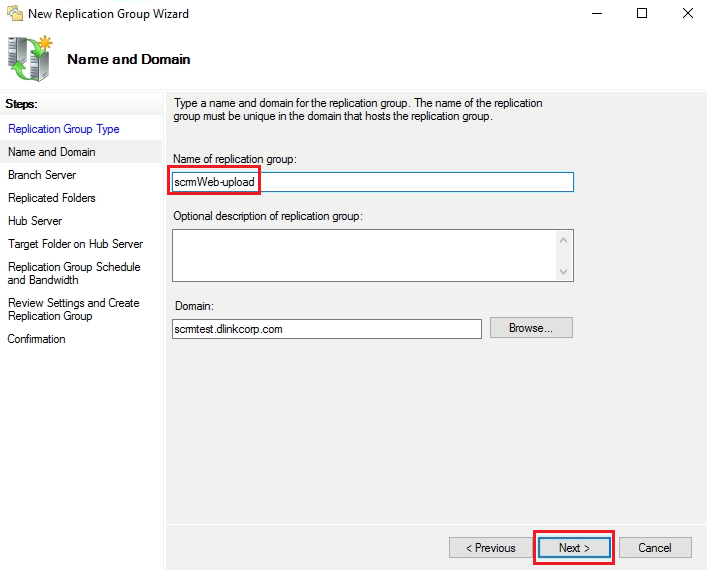 New Replication Group Wizard
Name and Domain
Steps:
Replication Group Type
Name and Domain
Branch Server
Replicated Folders
Hub Server
Target Folder on Hub Server
Replication Group Schedule
and Bandwidth
Review Settings and Create
Replication Group
Confirmation
Type a name and domain for the replication group. The name of the replication
group must be unique in the domain that hosts the replication group.
Name of replication group:
scrmWeb-upload
Optional description of replication group:
Domain:
scrmtest.dlinkcorp.com
Browse...
< Previous
Next >
Cancel